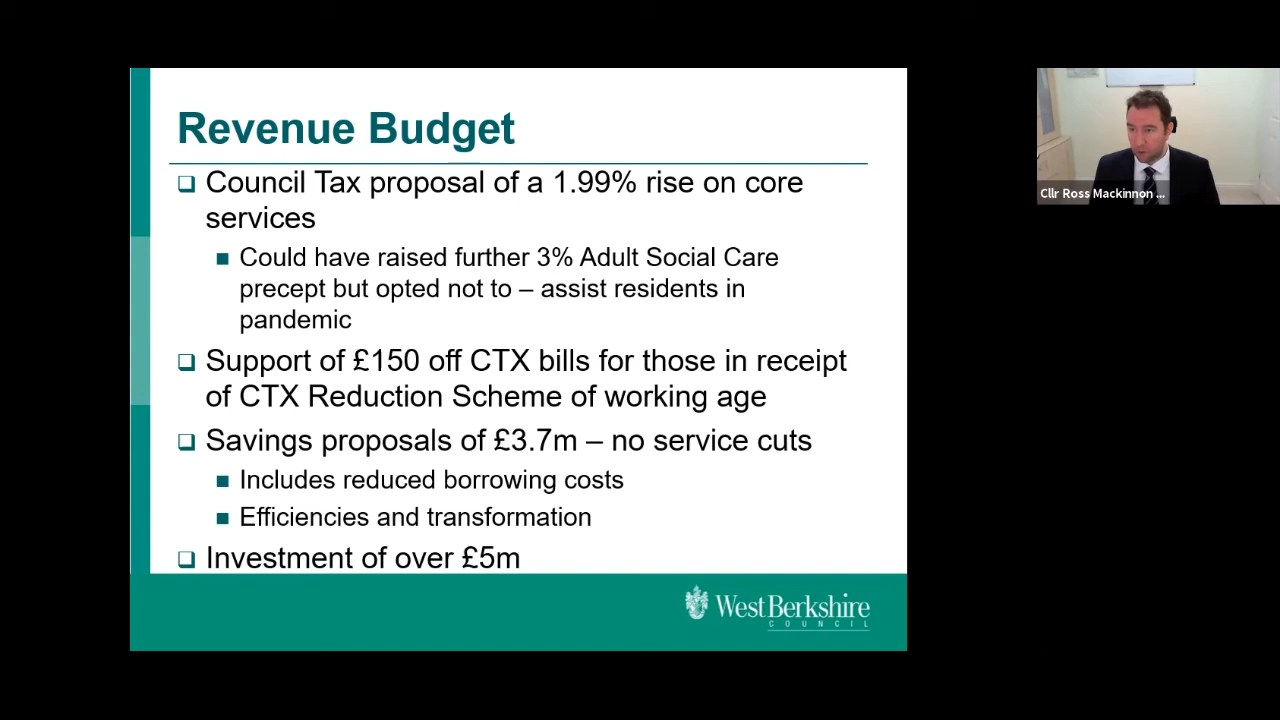 Revenue Budget
Council Tax proposal of a 1.99% rise on core
services
Could have raised further 3% Adult Social Care
precept but opted not to – assist residents in
pandemic
Support of £150 off CTX bills for those in receipt
of CTX Reduction Scheme of working age
Savings proposals of £3.7m – no service cuts
Includes reduced borrowing costs
Efficiencies and transformation
Investment of over £5m
West Berkshire
COUNCIL
Cllr Ross Mackinnon ...